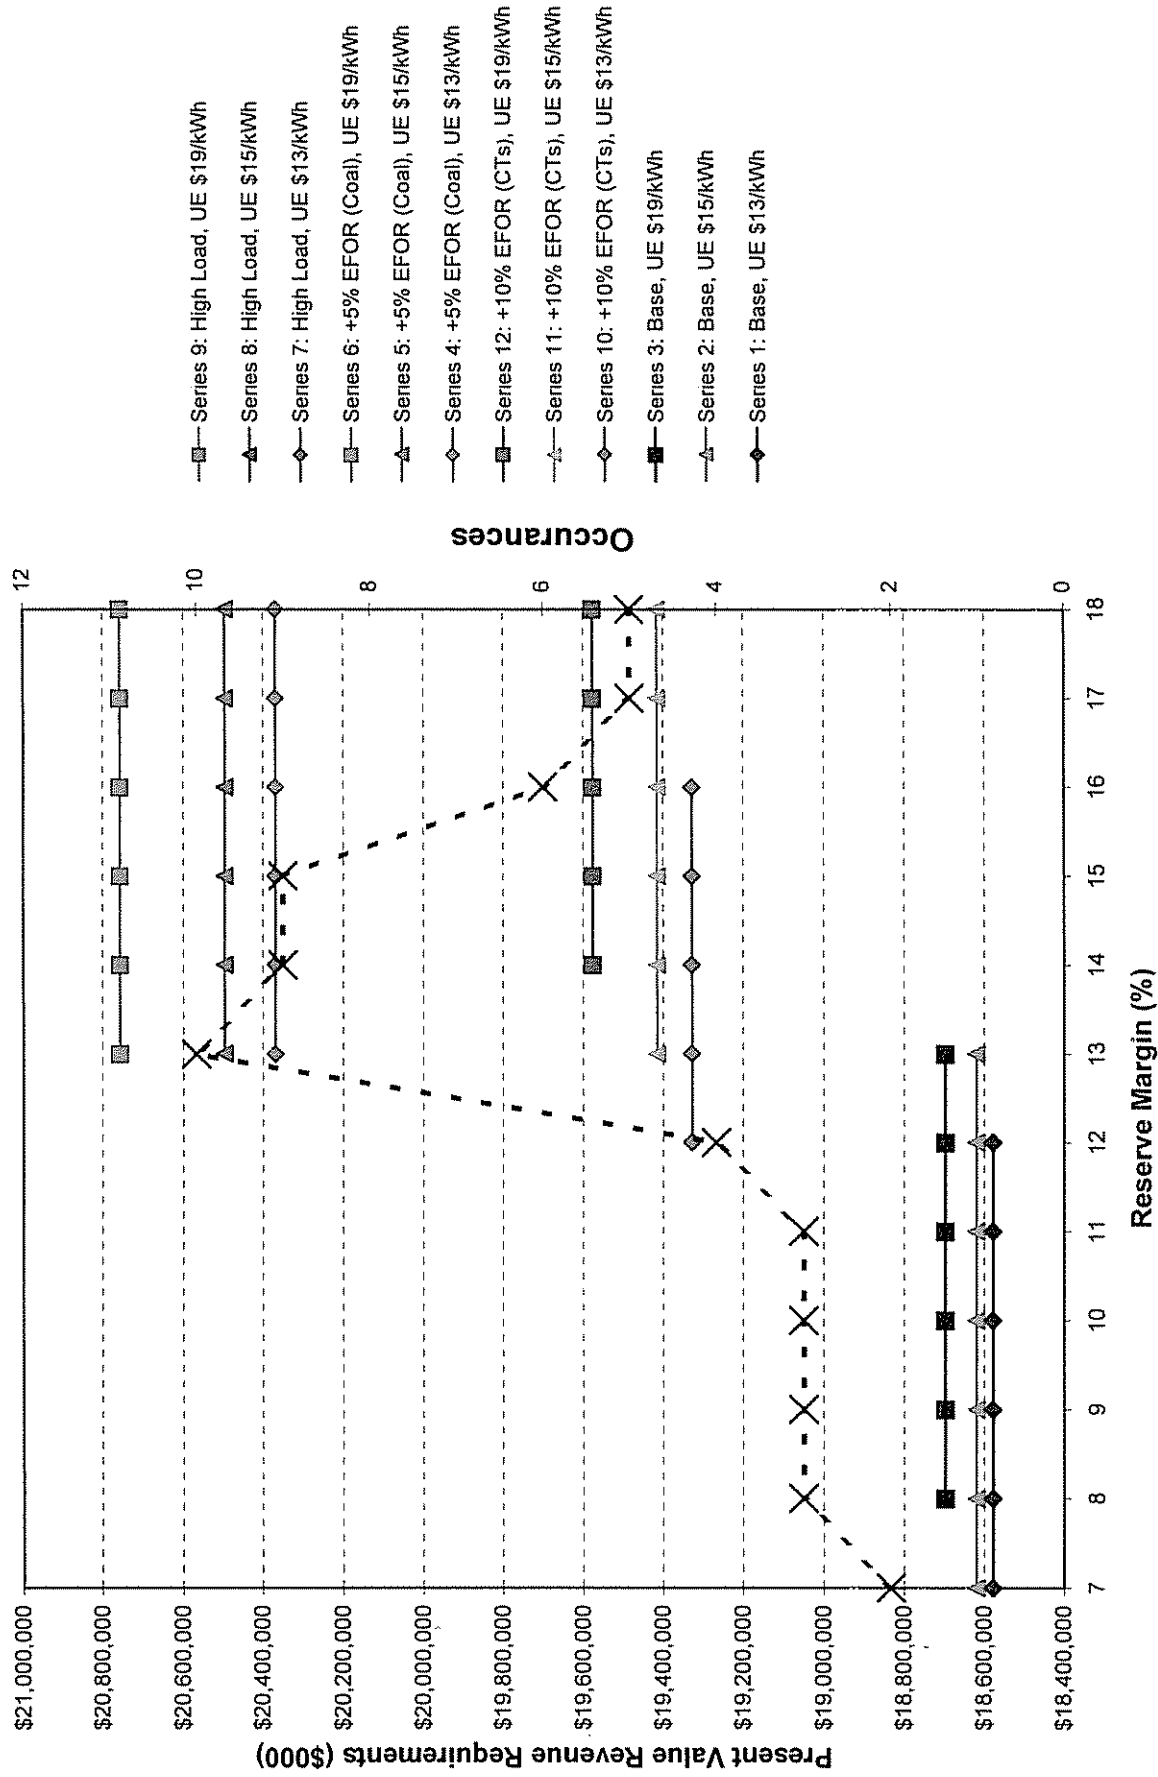 Present Value Revenue Requirements ($000)
$21,000,000
$20,800,000
$20,600,000
$20,400,000
$20,200,000
$20,000,000
$19,800,000
$19,600,000
$19,400,000
$19,200,000
$19,000,000
$18,800,000
$18,600,000
$18,400,000
7
8
9
10
11
12
13
14
15
16
17
18
Reserve Margin (%)
12
10
8
6
4
2
0
Occurances
Series 9: High Load, UE $19/kWh
Series 8: High Load, UE $15/kWh
Series 7: High Load, UE $13/kWh
Series 6: +5% EFOR (Coal), UE $19/kWh
Series 5: +5% EFOR (Coal), UE $15/kWh
Series 4: +5% EFOR (Coal), UE $13/kWh
Series 12: +10% EFOR (CTs), UE $19/kWh
Series 11: +10% EFOR (CTs), UE $15/kWh
Series 10: +10% EFOR (CTs), UE $13/kWh
Series 3: Base, UE $19/kWh
Series 2: Base, UE $15/kWh
Series 1: Base, UE $13/kWh